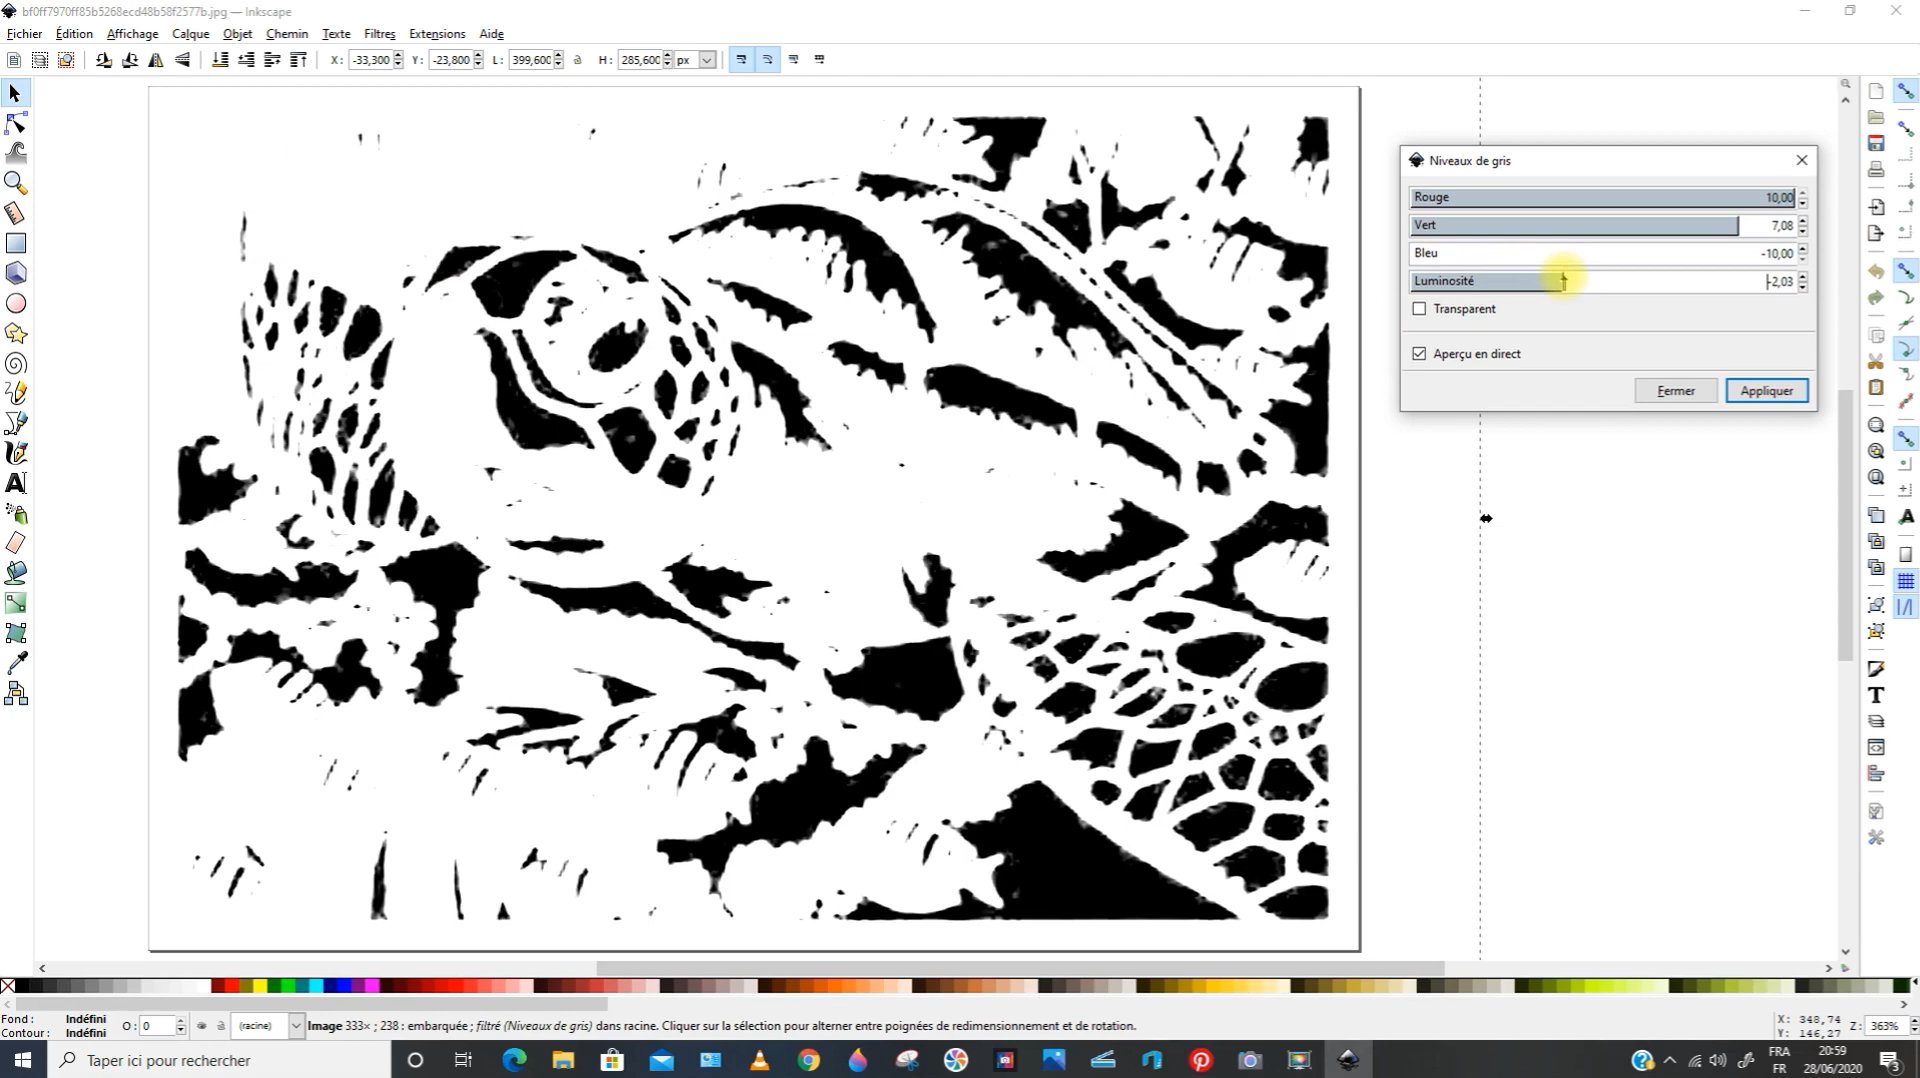 bf0ff7970ff85b5268ecd48b58f2577b.jpg — Inkscape
Fichier Édition Affichage Calque Objet Chemin Texte Filtres Extensions Aide
X: -33,300 Y: -23,800 L: 399,600 H: 285,600 px
Niveaux de gris
Rouge 10,00
Vert 7,08
Bleu -10,00
Luminosité -2,03
Transparent
Aperçu en direct
Fermer Appliquer
Fond : Indéfini
Contour : Indéfini
O: 0 (racine) Image 333× ; 238 : embarquée ; filtré (Niveaux de gris) dans racine. Cliquer sur la sélection pour alterner entre poignées de redimensionnement et de rotation.
X: 348,74
Y: 146,27
Z: 363%
Taper ici pour rechercher
FRA
FR
20:59
28/06/2020
3